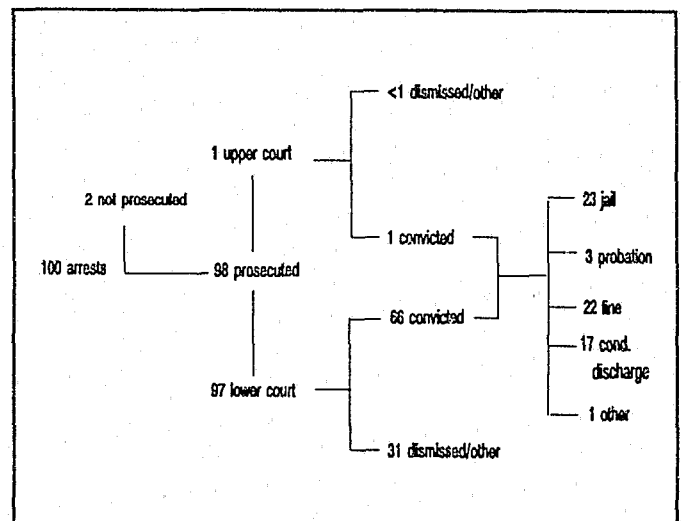 <1 dismissed/other
1 upper court
2 not prosecuted
23 jail
1 convicted
3 probation
100 arrests
98 prosecuted
22 fine
66 convicted
17 cond.
discharge
97 lower court
1 other
31 dismissed/other